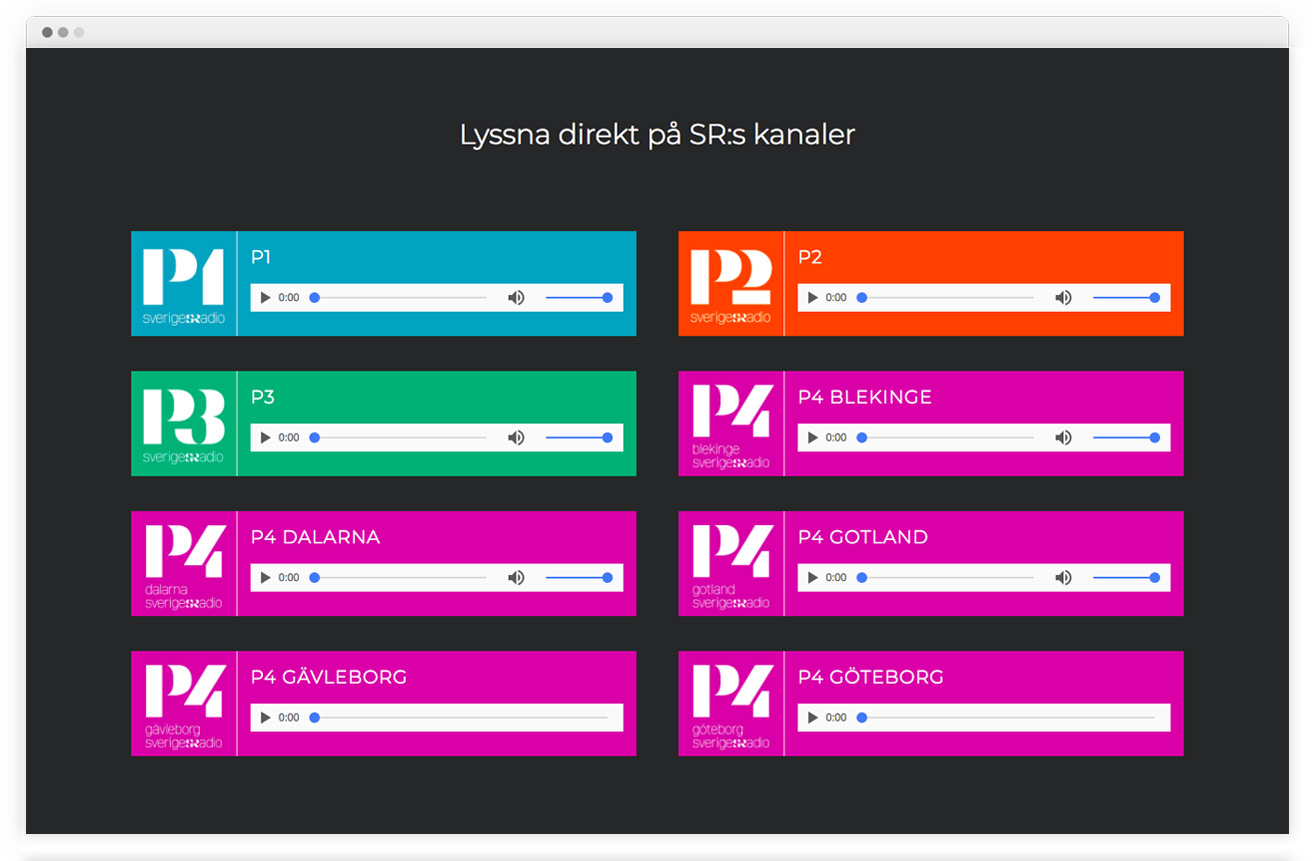 Lyssna direkt på SR:s kanaler
P1
sverigesradio
P1
0:00
P2
sverigesradio
P2
0:00
P3
sverigesradio
P3
0:00
P4
blekinge
sverigesradio
P4 BLEKINGE
0:00
P4
dalarna
sverigesradio
P4 DALARNA
0:00
P4
gotland
sverigesradio
P4 GOTLAND
0:00
P4
gävleborg
sverigesradio
P4 GÄVLEBORG
0:00
P4
göteborg
sverigesradio
P4 GÖTEBORG
0:00